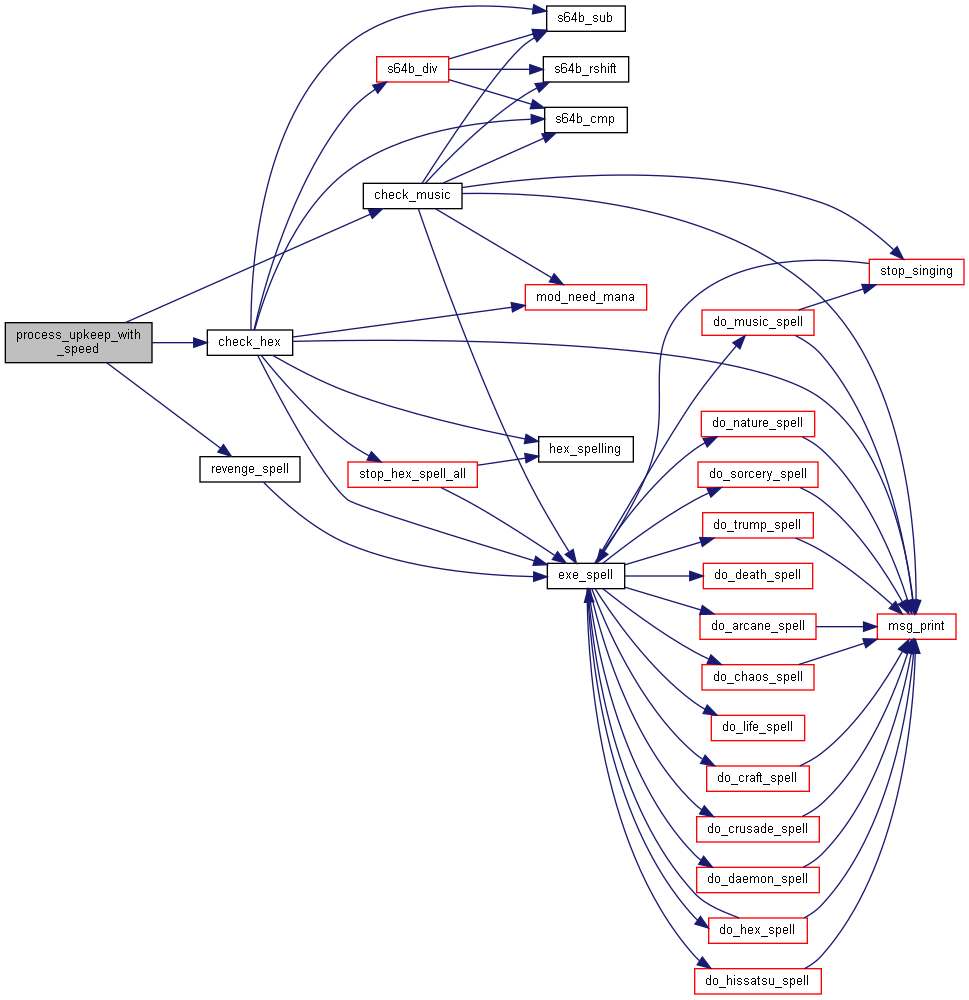 s64b_sub
s64b_div
s64b_rshift
s64b_cmp
check_music
stop_singing
mod_need_mana
do_music_spell
process_upkeep_with
_speed
check_hex
do_nature_spell
hex_spelling
revenge_spell
stop_hex_spell_all
do_sorcery_spell
do_trump_spell
exe_spell
do_death_spell
do_arcane_spell
msg_print
do_chaos_spell
do_life_spell
do_craft_spell
do_crusade_spell
do_daemon_spell
do_hex_spell
do_hissatsu_spell